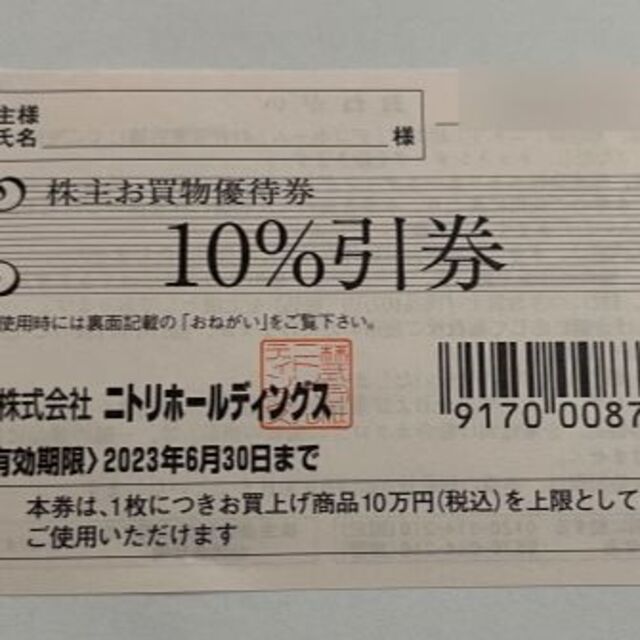 主様
氏名 様
株主お買物優待券
10%引券
使用時には裏面記載の「おねがい」をご覧下さい。
株式会社 ニトリホールディングス
有効期限〉2023年6月30日まで
9170 0087
本券は、1枚につきお買上げ商品10万円(税込)を上限として
ご使用いただけます